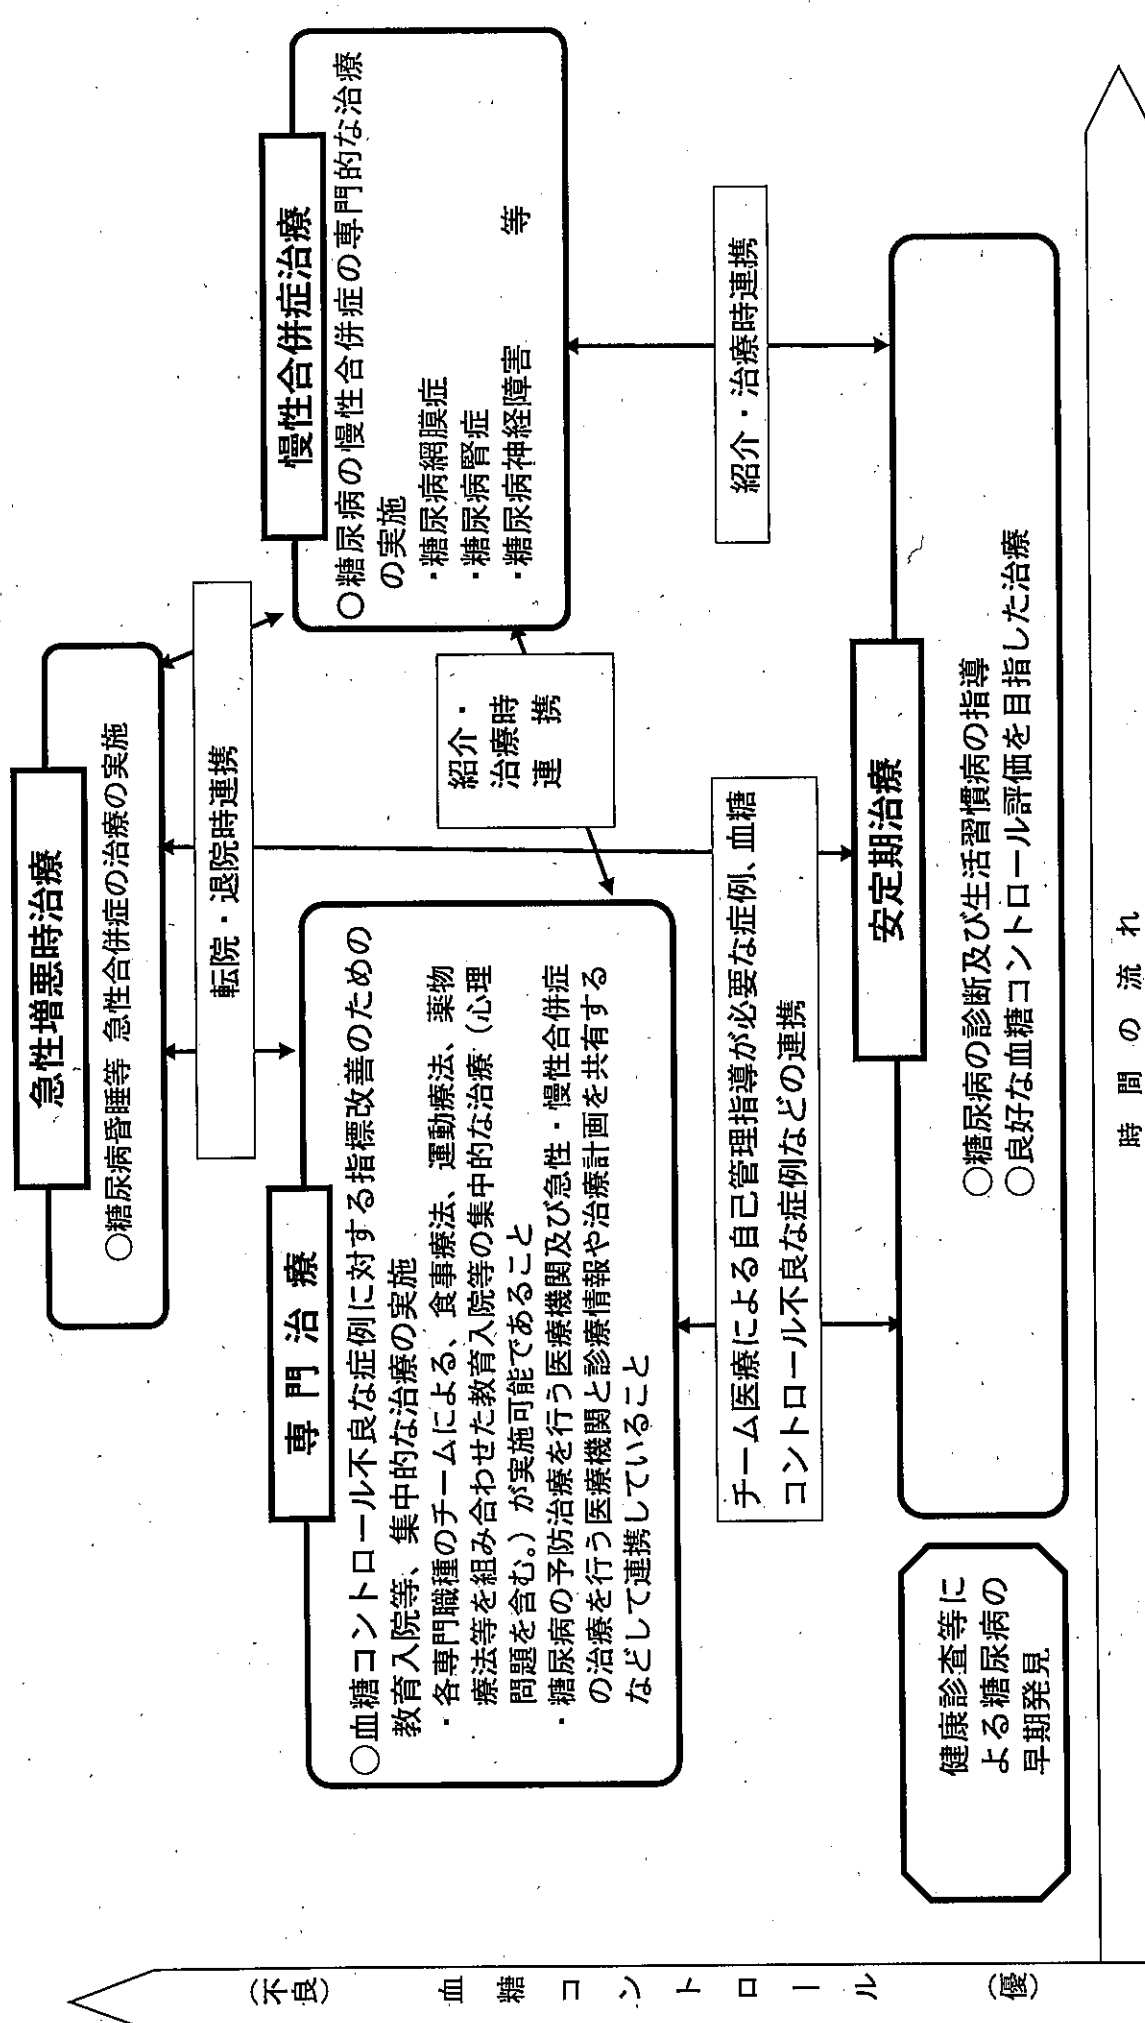 急性増悪時治療
○糖尿病昏睡等 急性合併症の治療の実施
転院・退院時連携
慢性合併症治療
○糖尿病の慢性合併症の専門的な治療
の実施
・糖尿病網膜症
・糖尿病腎症
・糖尿病神経障害　　　等
専門治療
○血糖コントロール不良な症例に対する指標改善のための
教育入院等、集中的な治療の実施
・各専門職種のチームによる、食事療法、運動療法、薬物
療法等を組み合わせた教育入院等の集中的な治療（心理
問題を含む。）が実施可能であること
・糖尿病の予防治療を行う医療機関及び急性・慢性合併症
の治療を行う医療機関と診療情報や治療計画を共有する
などして連携していること
紹介・
治療時
連　携
チーム医療による自己管理指導が必要な症例、血糖
コントロール不良な症例などの連携
紹介・治療時連携
安定期治療
○糖尿病の診断及び生活習慣病の指導
○良好な血糖コントロール評価を目指した治療
健康診査等に
よる糖尿病の
早期発見
（不良）
血糖コントロール
（優）
時間の流れ